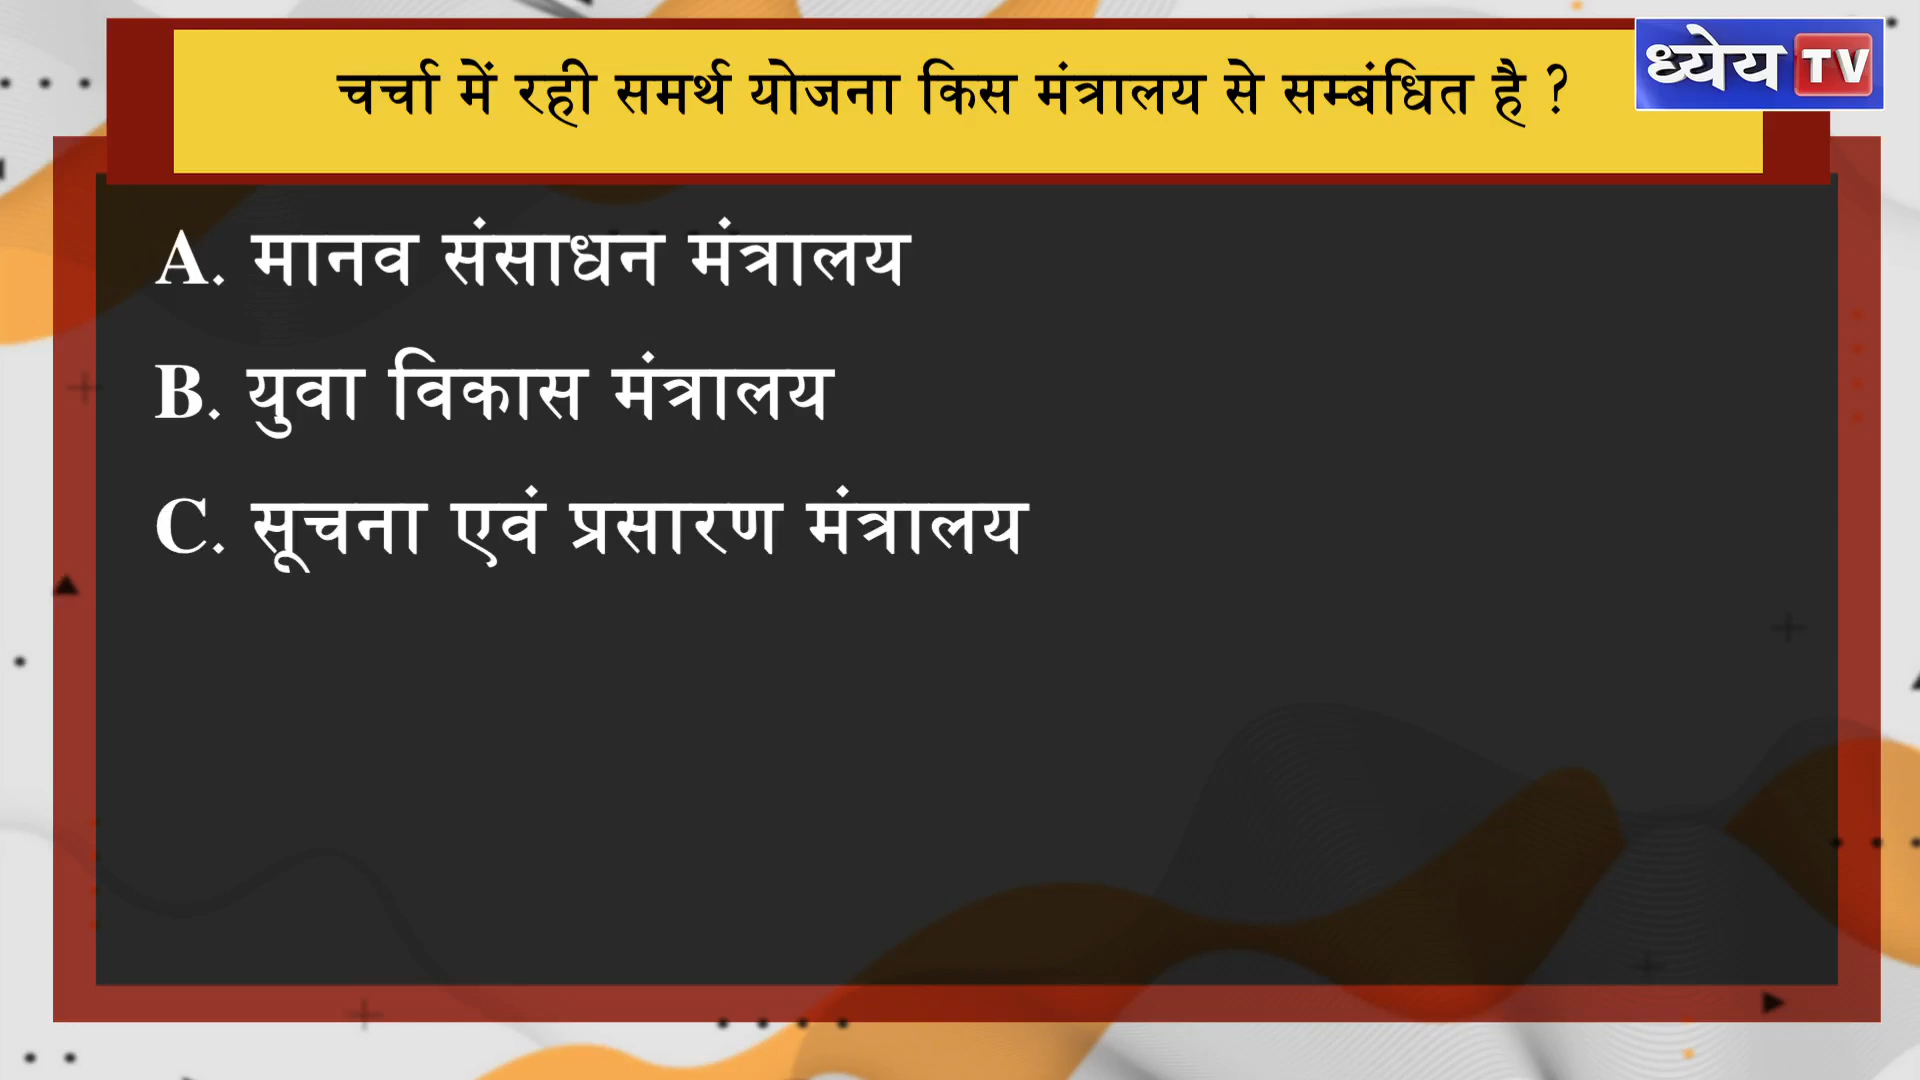 चर्चा में रही समर्थ योजना किस मंत्रालय से सम्बंधित है ?
ध्येय TV
A. मानव संसाधन मंत्रालय
B. युवा विकास मंत्रालय
C. सूचना एवं प्रसारण मंत्रालय